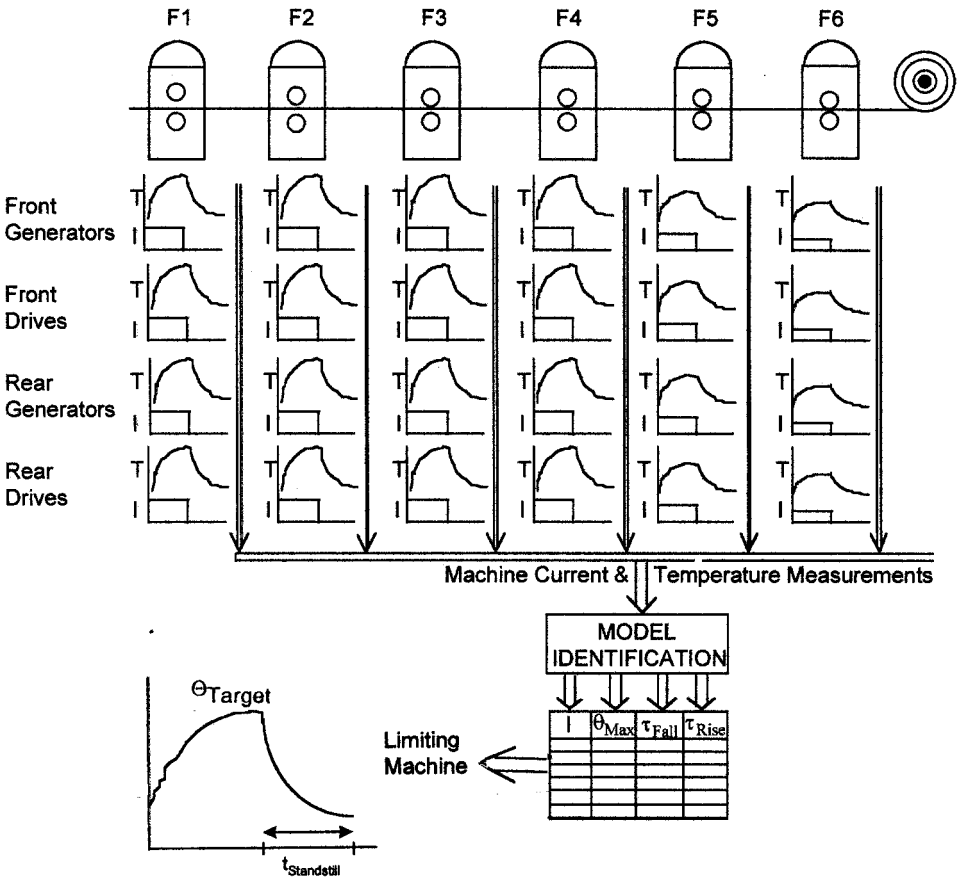 F1 F2 F3 F4 F5 F6
Front
Generators
T T T T T T
I I I I I I
Front
Drives
T T T T T T
I I I I I I
Rear
Generators
T T T T T T
I I I I I I
Rear
Drives
T T T T T T
I I I I I I
Machine Current & Temperature Measurements
MODEL
IDENTIFICATION
I θMax τFall τRise
Limiting
Machine
ΘTarget
tStandstill